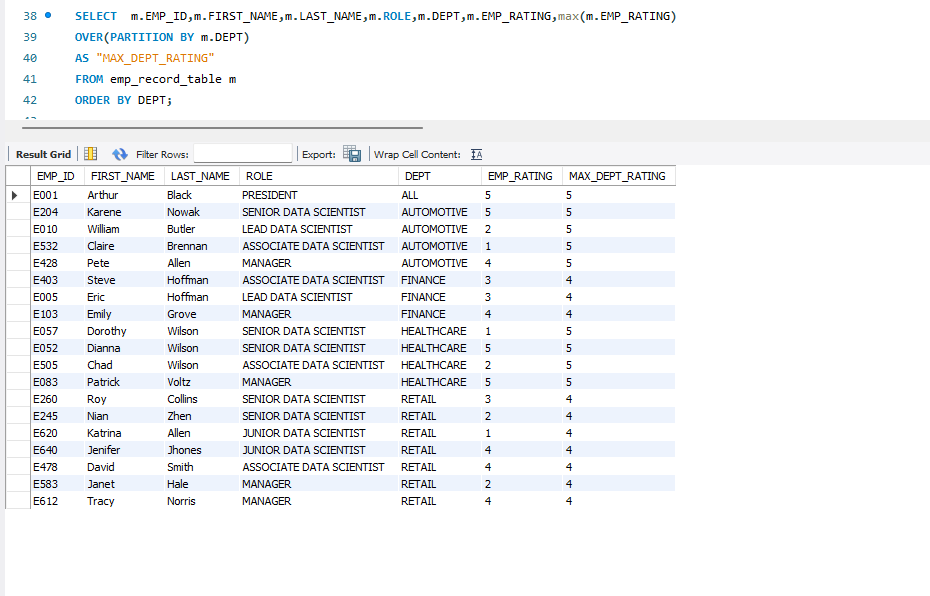 38 SELECT m.EMP_ID,m.FIRST_NAME,m.LAST_NAME,m.ROLE,m.DEPT,m.EMP_RATING,max(m.EMP_RATING)
39 OVER(PARTITION BY m.DEPT)
40 AS "MAX_DEPT_RATING"
41 FROM emp_record_table m
42 ORDER BY DEPT;
Result Grid Filter Rows: Export: Wrap Cell Content: IA
EMP_ID FIRST_NAME LAST_NAME ROLE DEPT EMP_RATING MAX_DEPT_RATING
E001 Arthur Black PRESIDENT ALL 5 5
E204 Karene Nowak SENIOR DATA SCIENTIST AUTOMOTIVE 5 5
E010 William Butler LEAD DATA SCIENTIST AUTOMOTIVE 2 5
E532 Claire Brennan ASSOCIATE DATA SCIENTIST AUTOMOTIVE 1 5
E428 Pete Allen MANAGER AUTOMOTIVE 4 5
E403 Steve Hoffman ASSOCIATE DATA SCIENTIST FINANCE 3 4
E005 Eric Hoffman LEAD DATA SCIENTIST FINANCE 3 4
E103 Emily Grove MANAGER FINANCE 4 4
E057 Dorothy Wilson SENIOR DATA SCIENTIST HEALTHCARE 1 5
E052 Dianna Wilson SENIOR DATA SCIENTIST HEALTHCARE 5 5
E505 Chad Wilson ASSOCIATE DATA SCIENTIST HEALTHCARE 2 5
E083 Patrick Voltz MANAGER HEALTHCARE 5 5
E260 Roy Collins SENIOR DATA SCIENTIST RETAIL 3 4
E245 Nian Zhen SENIOR DATA SCIENTIST RETAIL 2 4
E620 Katrina Allen JUNIOR DATA SCIENTIST RETAIL 1 4
E640 Jenifer Jhones JUNIOR DATA SCIENTIST RETAIL 4 4
E478 David Smith ASSOCIATE DATA SCIENTIST RETAIL 4 4
E583 Janet Hale MANAGER RETAIL 2 4
E612 Tracy Norris MANAGER RETAIL 4 4